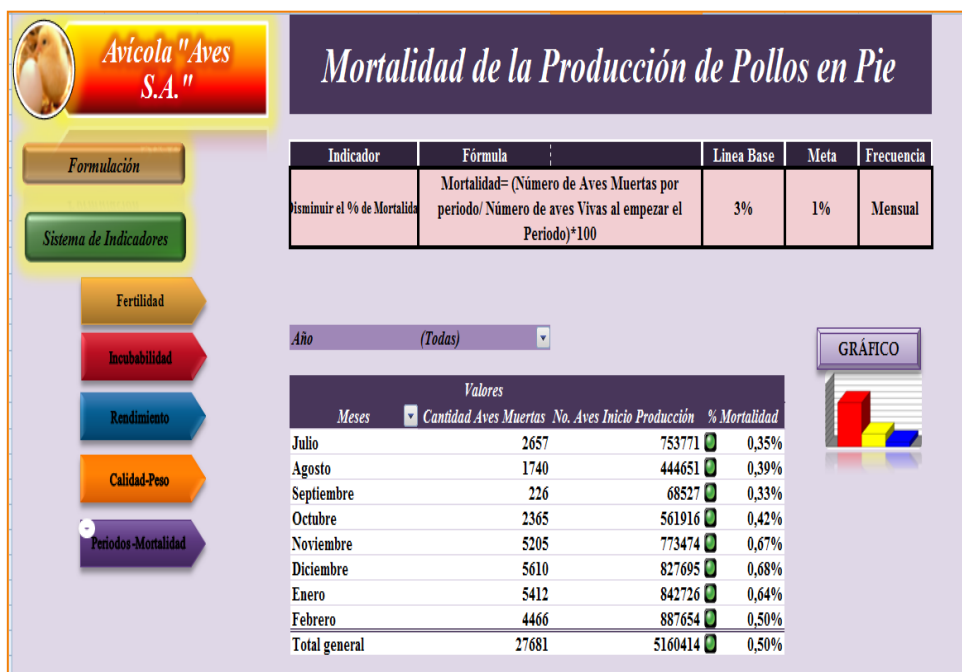 Avícola "Aves
S.A."
Mortalidad de la Producción de Pollos en Pie
Formulación
Sistema de Indicadores
Fertilidad
Incubabilidad
Rendimiento
Calidad-Peso
Periodos-Mortalidad
Indicador Fórmula Linea Base Meta Frecuencia
Disminuir el % de Mortalida
Mortalidad= (Número de Aves Muertas por
periodo/ Número de aves Vivas al empezar el
Periodo)*100
3% 1% Mensual
Año (Todas)
GRÁFICO
Valores
Meses Cantidad Aves Muertas No. Aves Inicio Producción % Mortalidad
Julio 2657 753771 0,35%
Agosto 1740 444651 0,39%
Septiembre 226 68527 0,33%
Octubre 2365 561916 0,42%
Noviembre 5205 773474 0,67%
Diciembre 5610 827695 0,68%
Enero 5412 842726 0,64%
Febrero 4466 887654 0,50%
Total general 27681 5160414 0,50%